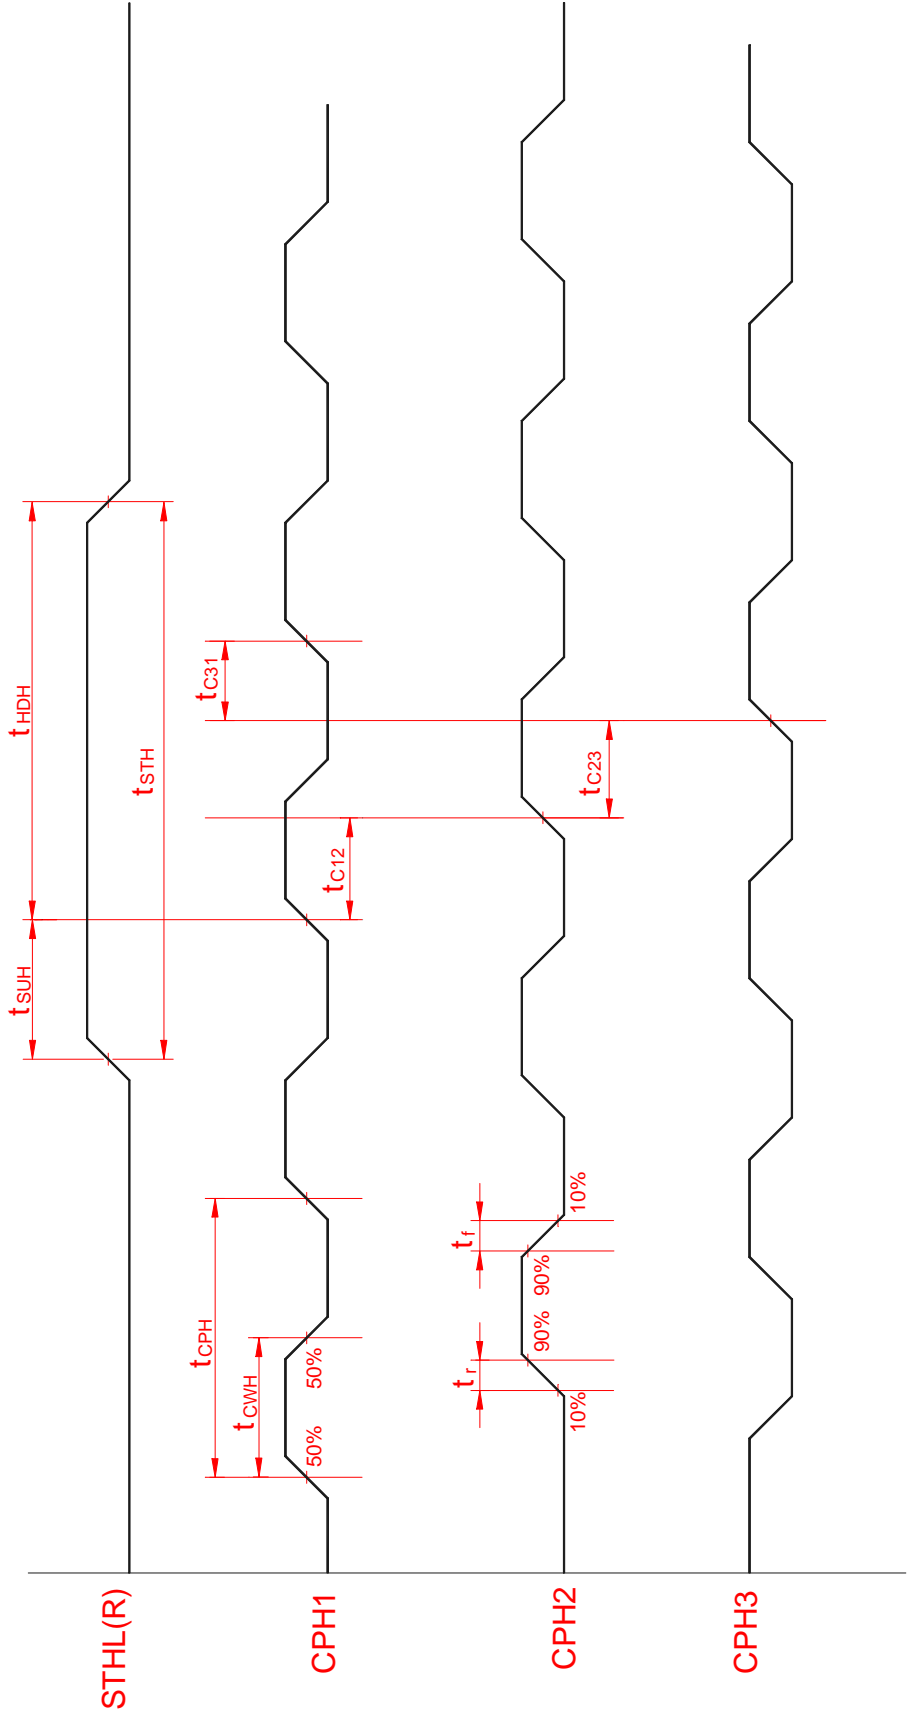 STHL(R)
tSUH
tHDH
tSTH
CPH1
tCPH
tCWH
50%
50%
tC12
tC31
CPH2
tr
tf
10%
90%
90%
10%
tC23
CPH3